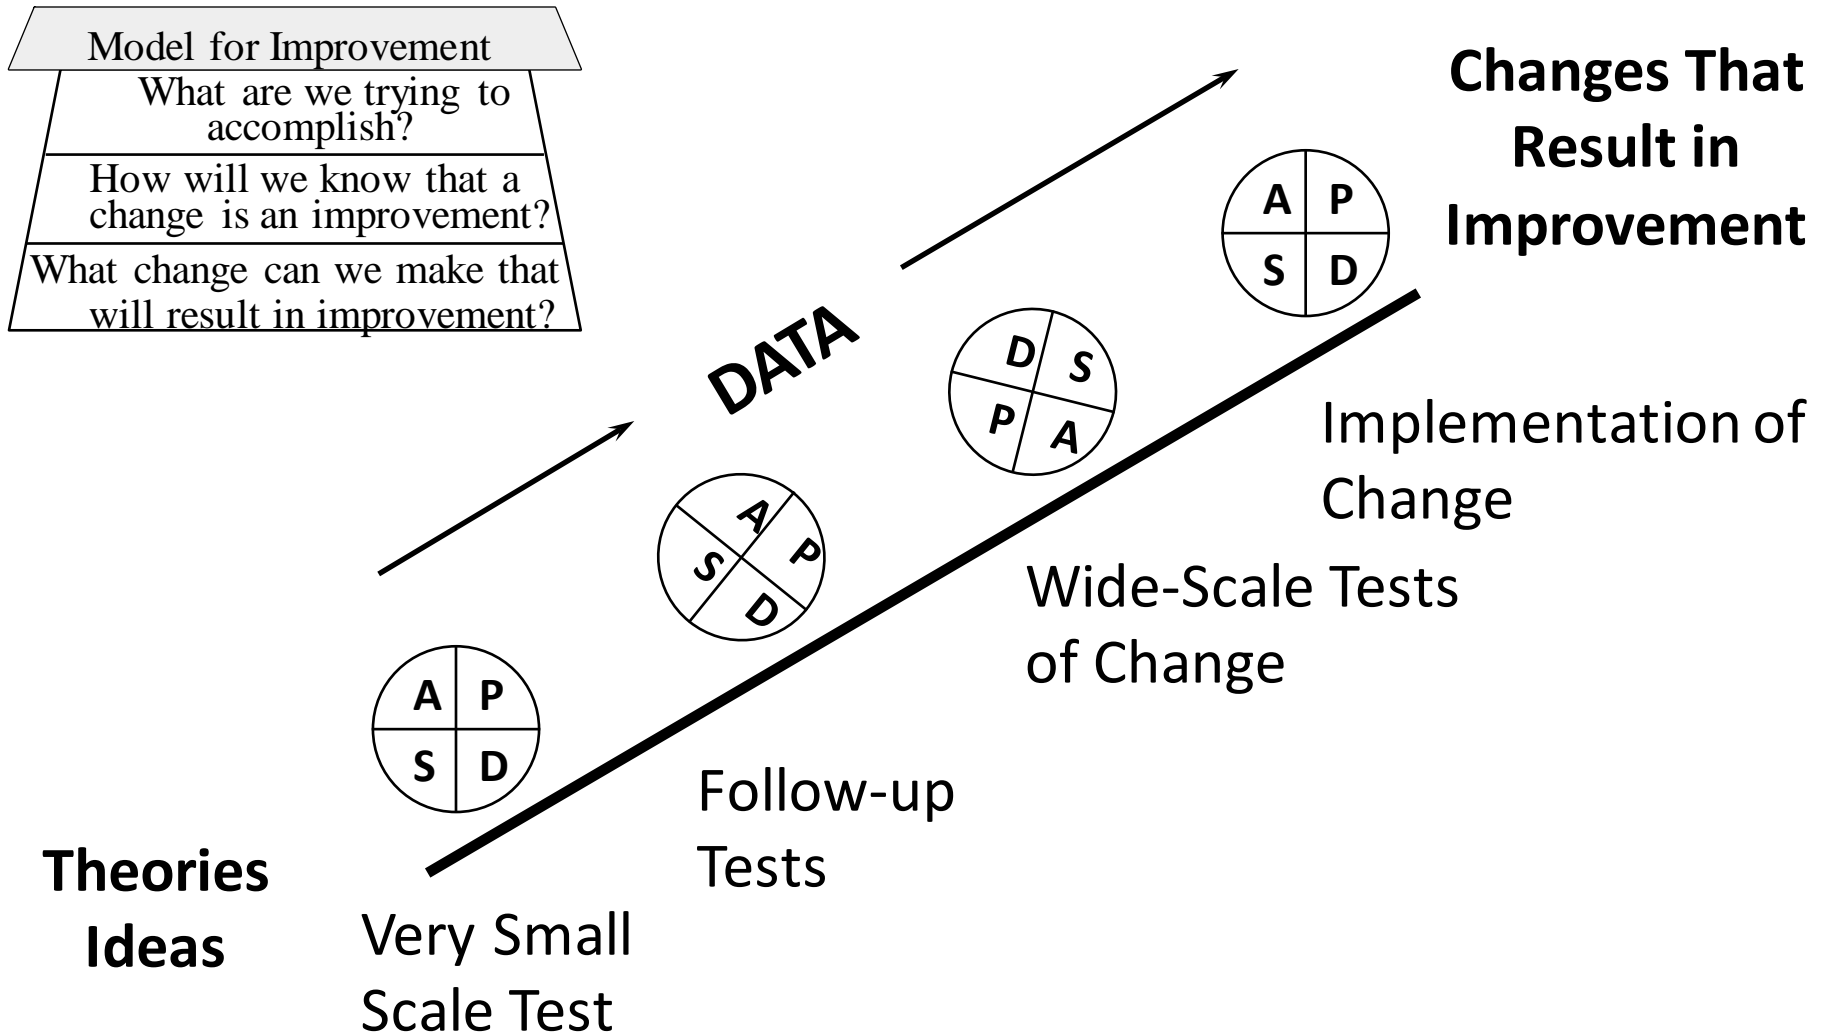 Model for Improvement
What are we trying to
accomplish?
How will we know that a
change is an improvement?
What change can we make that
will result in improvement?
Changes That
Result in
Improvement
A P
S D
DATA
D S
P A
Implementation of
Change
A P
S D
Wide-Scale Tests
of Change
A P
S D
Follow-up
Tests
Theories
Ideas
Very Small
Scale Test